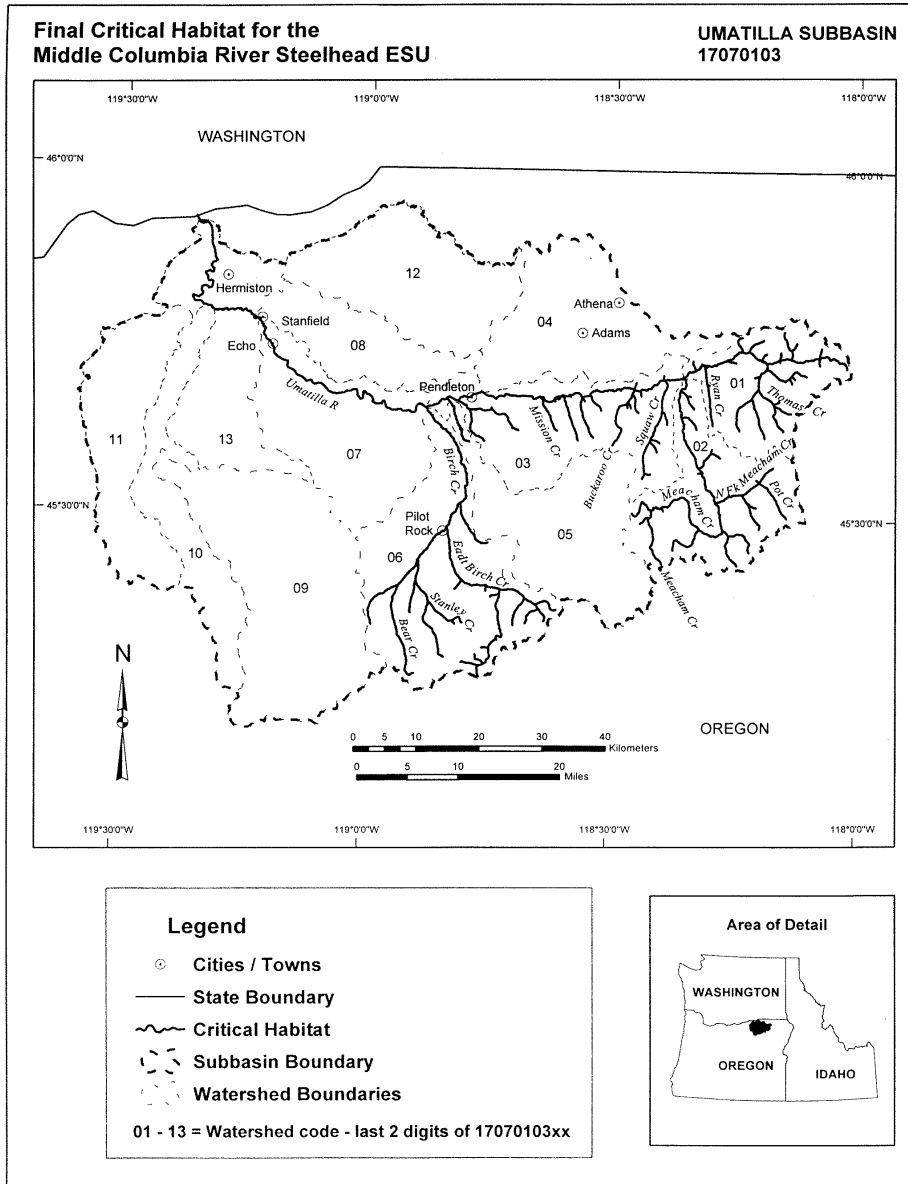 Final Critical Habitat for the
Middle Columbia River Steelhead ESU
UMATILLA SUBBASIN
17070103
119°30'0"W
119°0'0"W
118°30'0"W
118°0'0"W
WASHINGTON
46°0'0"N
46°0'0"N
12
Hermiston
Athena
04
Adams
Stanfield
Echo
08
Umatilla R
Pendleton
Ryan Cr
01
Thomas Cr
Mission Cr
Squaw Cr
11
13
07
Birch Cr
03
Buckaroo Cr
02
N Fk Meacham Cr
Pot Cr
Meacham Cr
45°30'0"N
45°30'0"N
Pilot
Rock
10
09
06
05
Eadt Birch Cr
Stanley Cr
Bear Cr
Meacham Cr
N
OREGON
0 5 10 20 30 40
Kilometers
0 5 10 20
Miles
119°30'0"W
119°0'0"W
118°30'0"W
118°0'0"W
Legend
Cities / Towns
State Boundary
Critical Habitat
Subbasin Boundary
Watershed Boundaries
01 - 13 = Watershed code - last 2 digits of 17070103xx
Area of Detail
WASHINGTON
OREGON
IDAHO